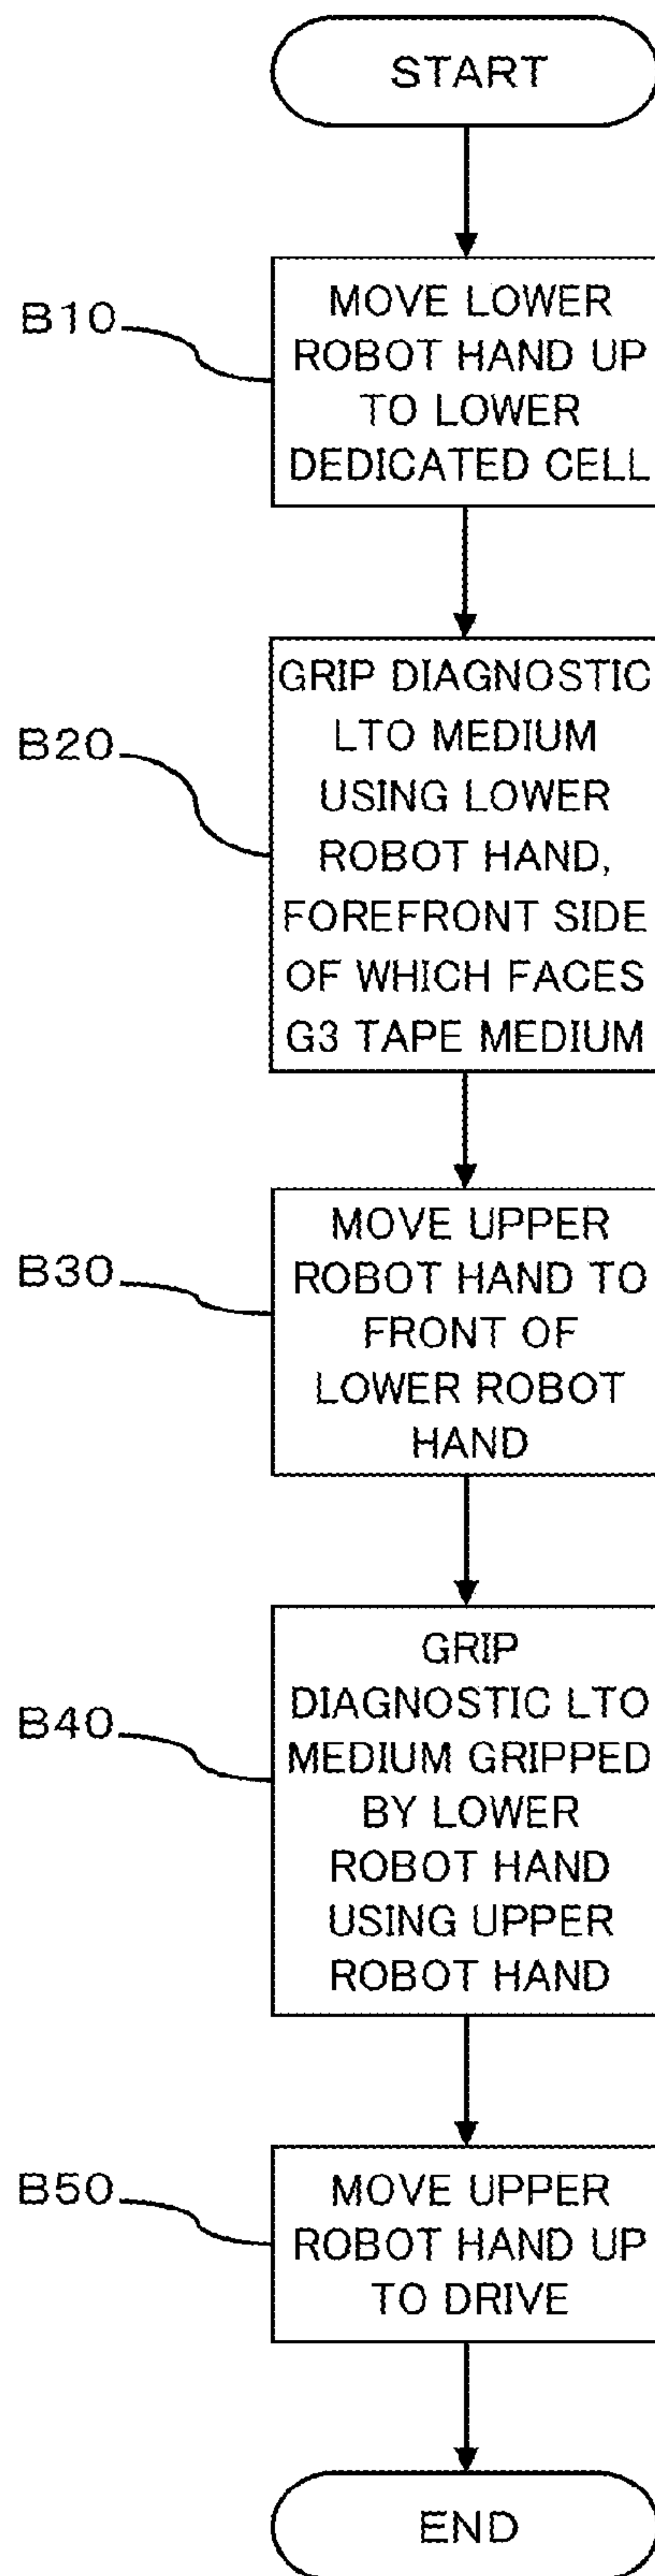 START
B10
MOVE LOWER
ROBOT HAND UP
TO LOWER
DEDICATED CELL
B20
GRIP DIAGNOSTIC
LTO MEDIUM
USING LOWER
ROBOT HAND,
FOREFRONT SIDE
OF WHICH FACES
G3 TAPE MEDIUM
B30
MOVE UPPER
ROBOT HAND TO
FRONT OF
LOWER ROBOT
HAND
B40
GRIP
DIAGNOSTIC LTO
MEDIUM GRIPPED
BY LOWER
ROBOT HAND
USING UPPER
ROBOT HAND
B50
MOVE UPPER
ROBOT HAND UP
TO DRIVE
END